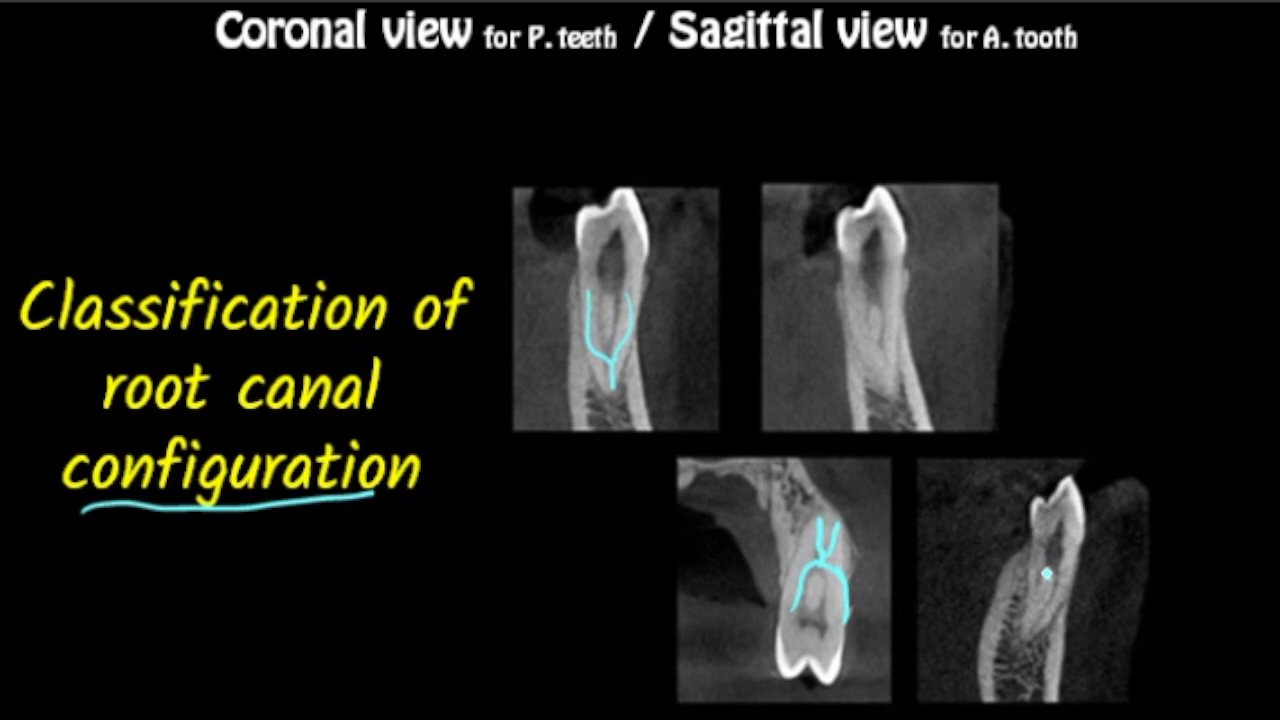 Coronal view for P. teeth / Sagittal view for A. tooth
Classification of
root canal
configuration